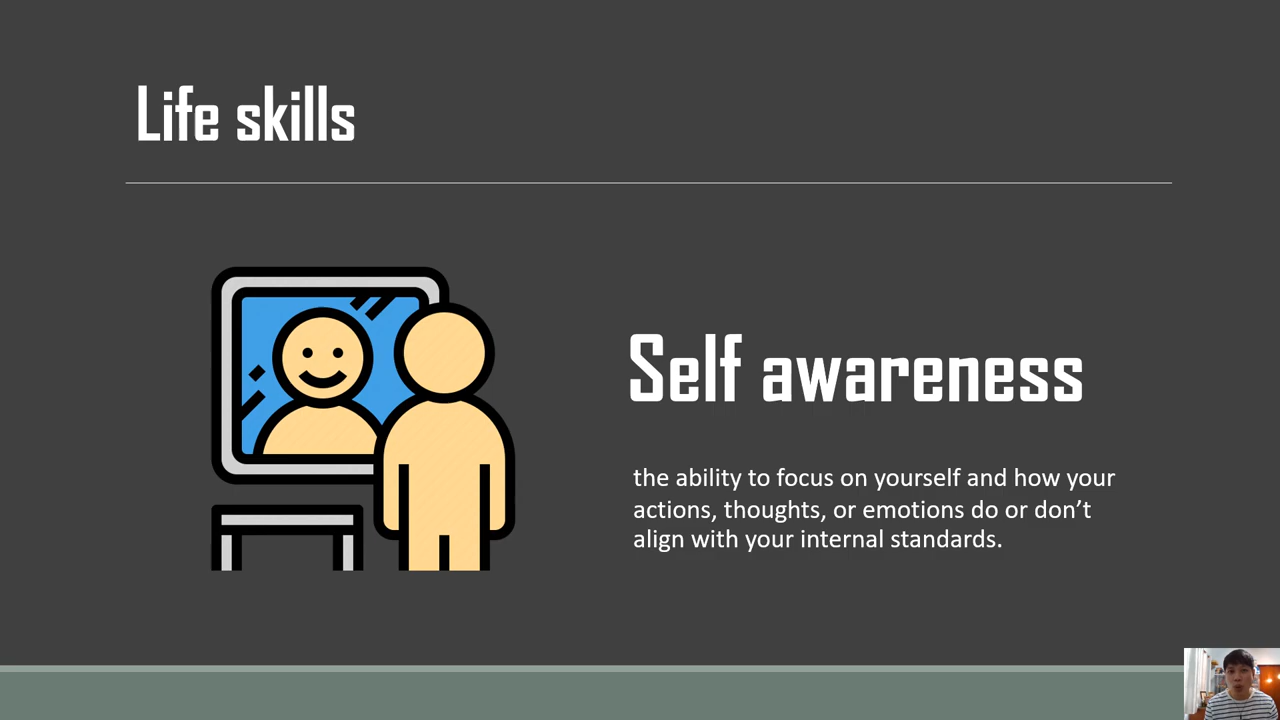 Life skills
Self awareness
the ability to focus on yourself and how your
actions, thoughts, or emotions do or don’t
align with your internal standards.